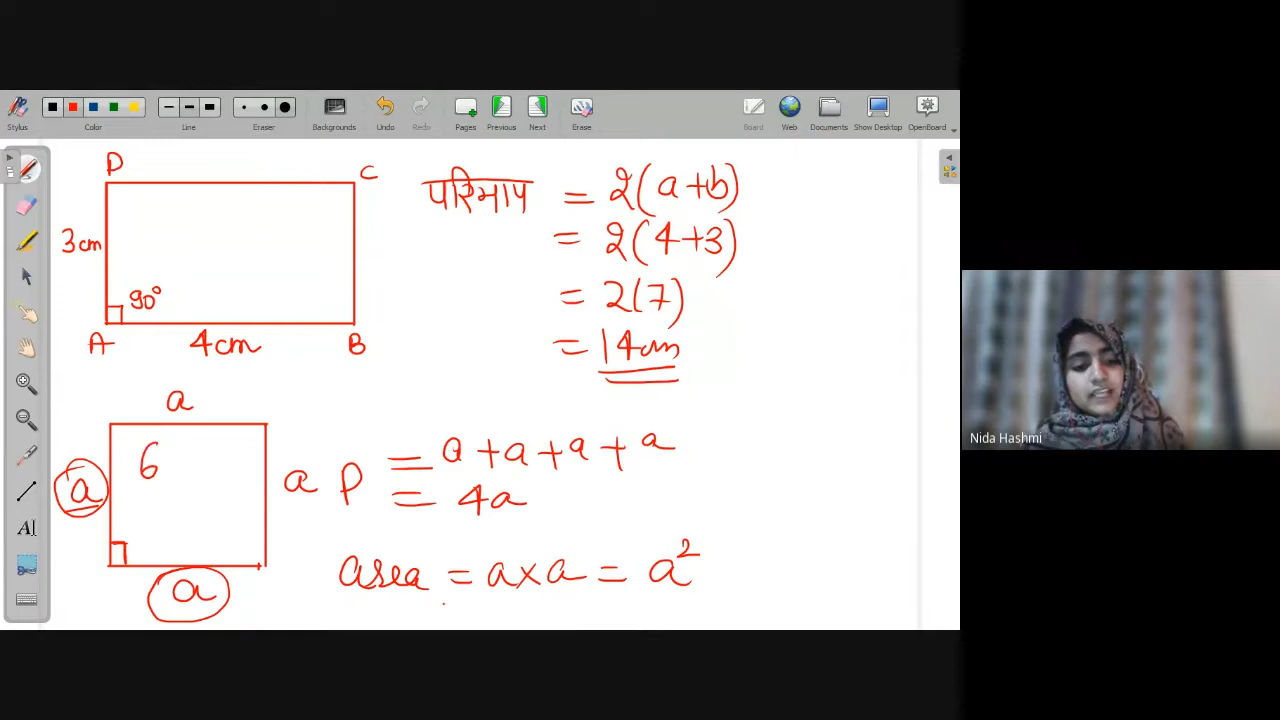 Stylus Color Line Eraser Backgrounds Undo Redo Pages Previous Next Erase Board Web Documents Show Desktop OpenBoard
D C
3cm
90°
A 4cm B
परिमाप = 2(a+b)
= 2(4+3)
= 2(7)
= 14cm
a
6
a
a
a
P = a+a+a+a
= 4a
area = a×a = a²
Nida Hashmi